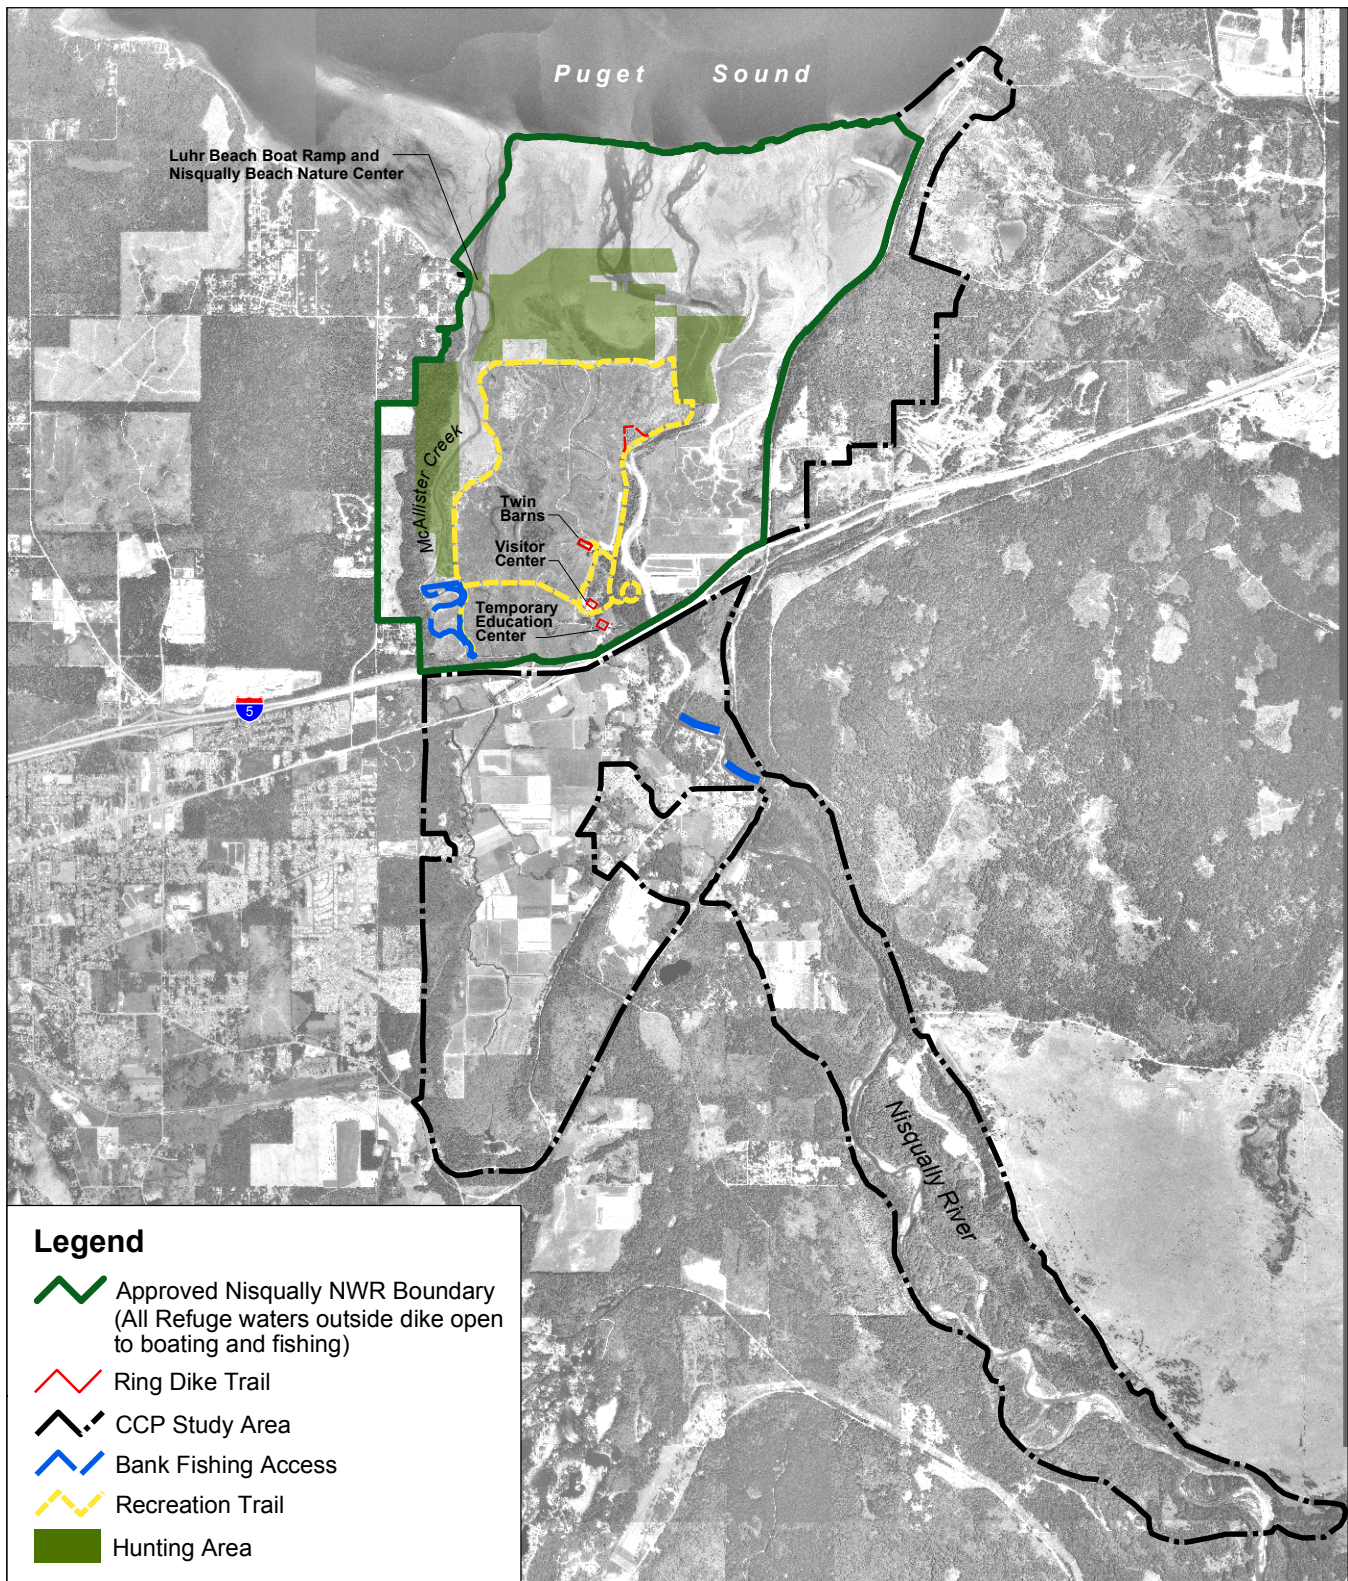 Puget Sound
Luhr Beach Boat Ramp and
Nisqually Beach Nature Center
McAllister Creek
Twin
Barns
Visitor
Center
Temporary
Education
Center
5
Nisqually River
Legend
Approved Nisqually NWR Boundary
(All Refuge waters outside dike open
to boating and fishing)
Ring Dike Trail
CCP Study Area
Bank Fishing Access
Recreation Trail
Hunting Area